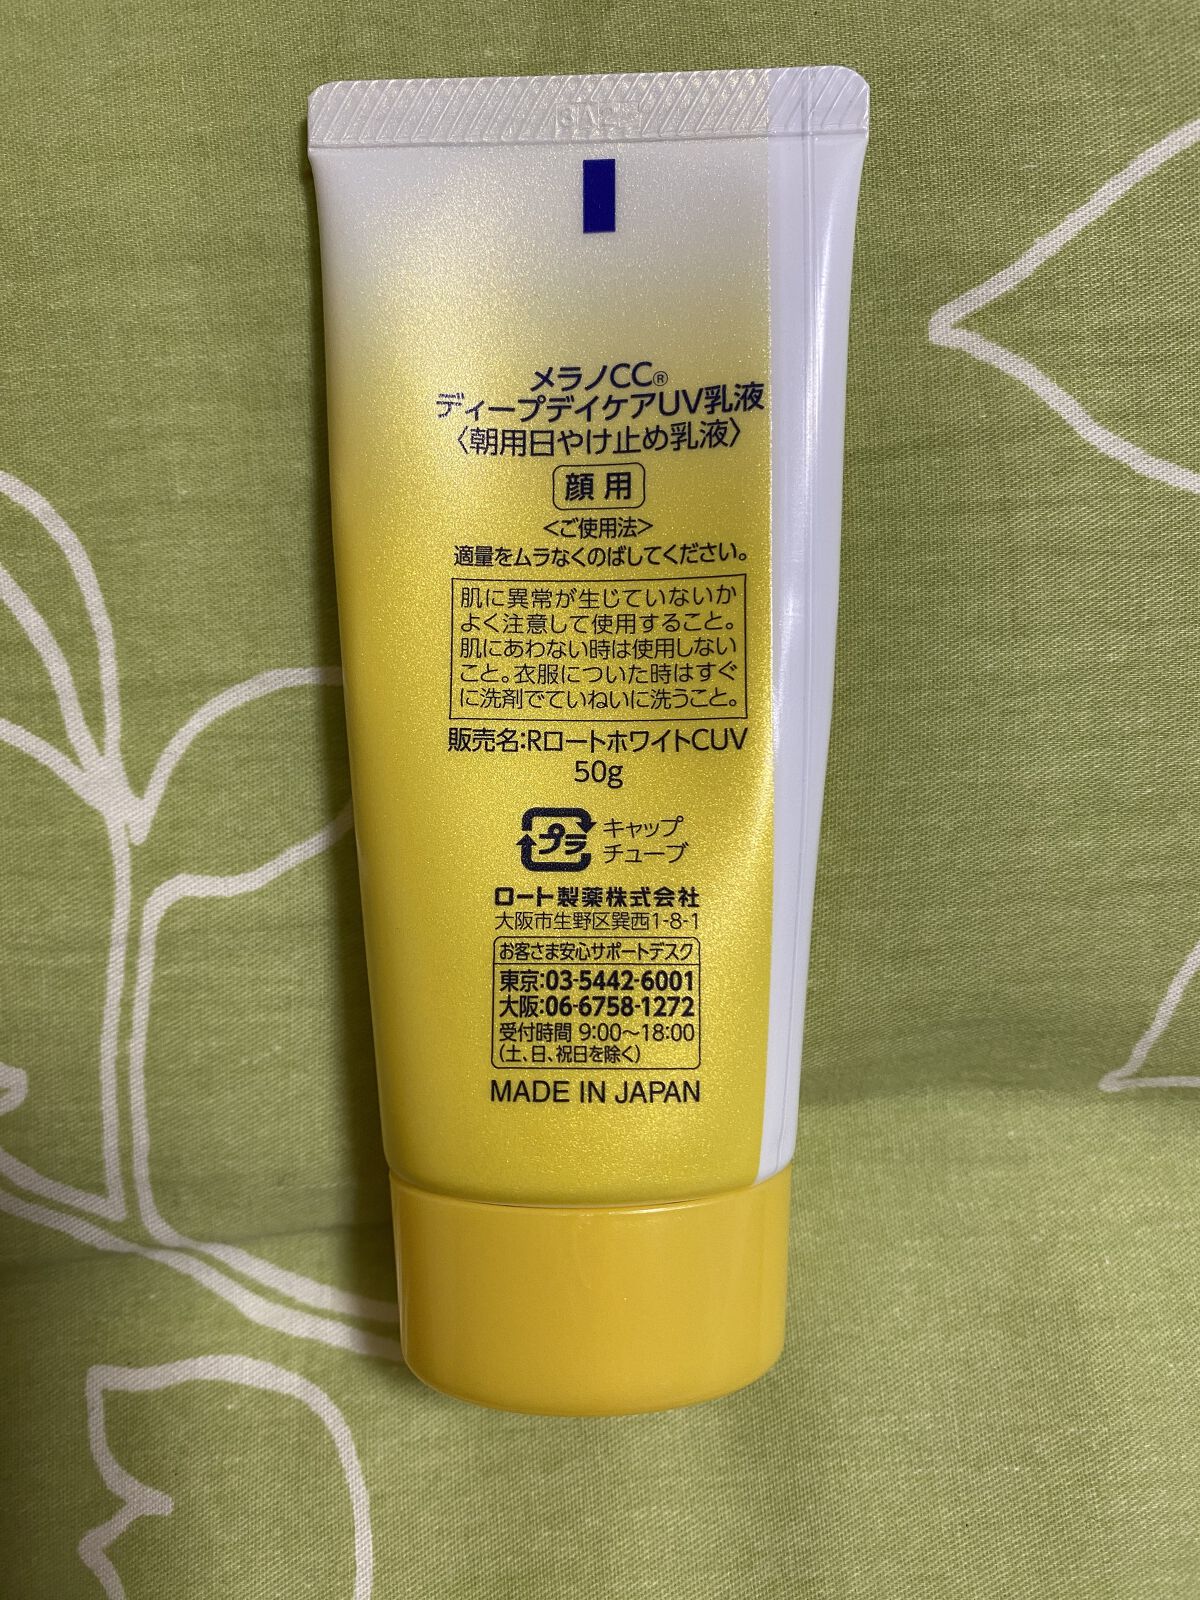 メラノCC®
ディープデイケアUV乳液
〈朝用日やけ止め乳液〉
顔用
<ご使用法>
適量をムラなくのばしてください。
肌に異常が生じていないか
よく注意して使用すること。
肌にあわない時は使用しない
こと。衣服についた時はすぐ
に洗剤でていねいに洗うこと。
販売名:RロートホワイトCUV
50g
プラ
キャップ
チューブ
ロート製薬株式会社
大阪市生野区巽西1-8-1
お客さま安心サポートデスク
東京:03-5442-6001
大阪:06-6758-1272
受付時間 9:00～18:00
(土、日、祝日を除く)
MADE IN JAPAN